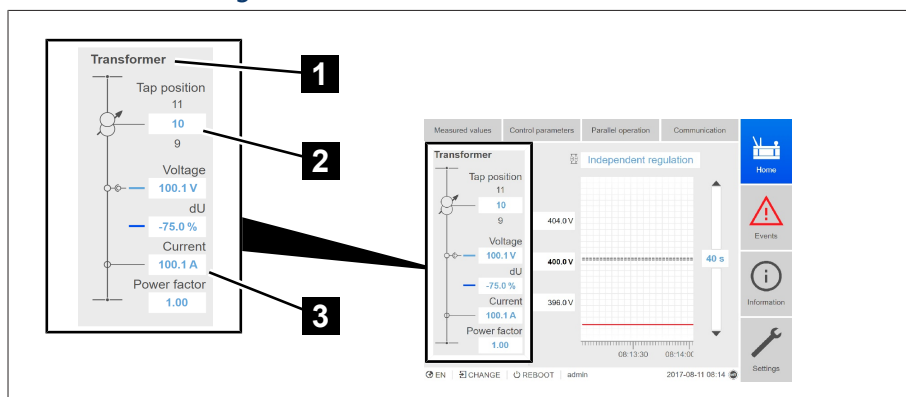 Transformer
Tap position
11
10
9
Voltage
100.1 V
dU
-75.0 %
Current
100.1 A
Power factor
1.00
1
2
3
Measured values
Control parameters
Parallel operation
Communication
Transformer
Tap position
11
10
9
Voltage
100.1 V
dU
-75.0 %
Current
100.1 A
Power factor
1.00
Independent regulation
404.0 V
400.0 V
396.0 V
40 s
08:13:30
08:14:00
Home
Events
Information
Settings
EN
CHANGE
REBOOT
admin
2017-08-11 08:14